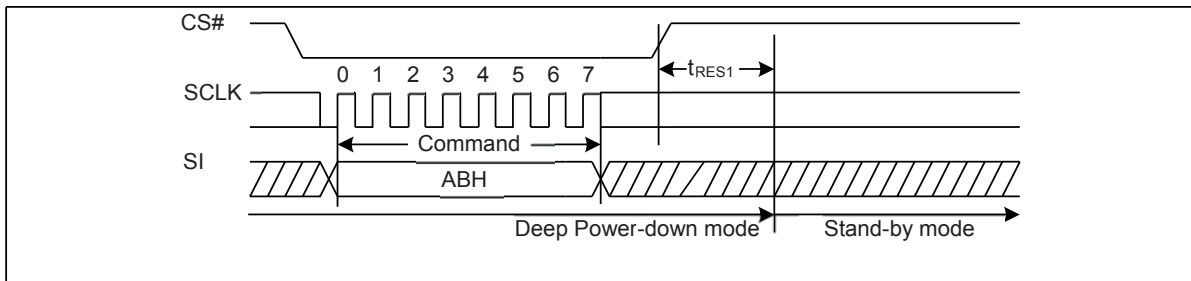 CS#
tRES1
0 1 2 3 4 5 6 7
SCLK
Command
SI
ABH
Deep Power-down mode Stand-by mode